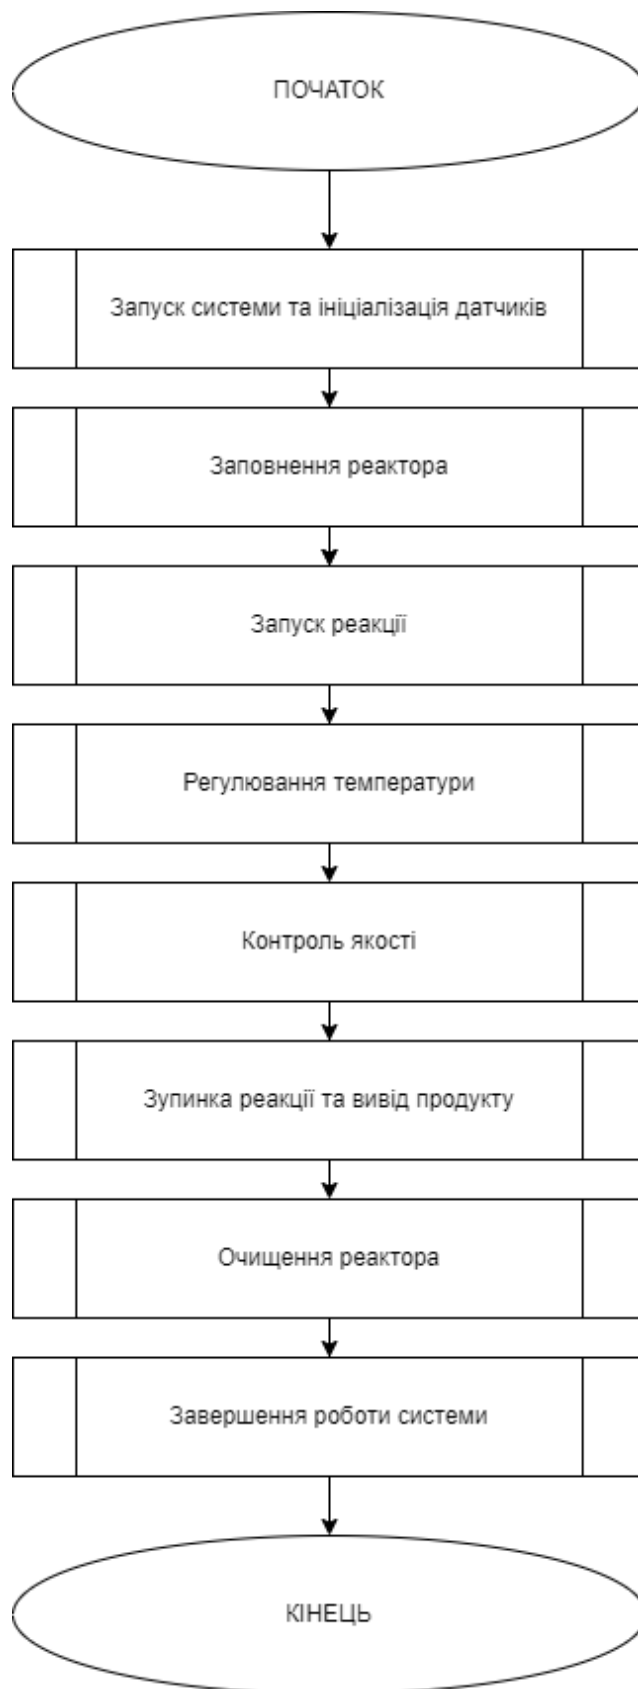 ПОЧАТОК
Запуск системи та ініціалізація датчиків
Заповнення реактора
Запуск реакції
Регулювання температури
Контроль якості
Зупинка реакції та вивід продукту
Очищення реактора
Завершення роботи системи
КІНЕЦЬ